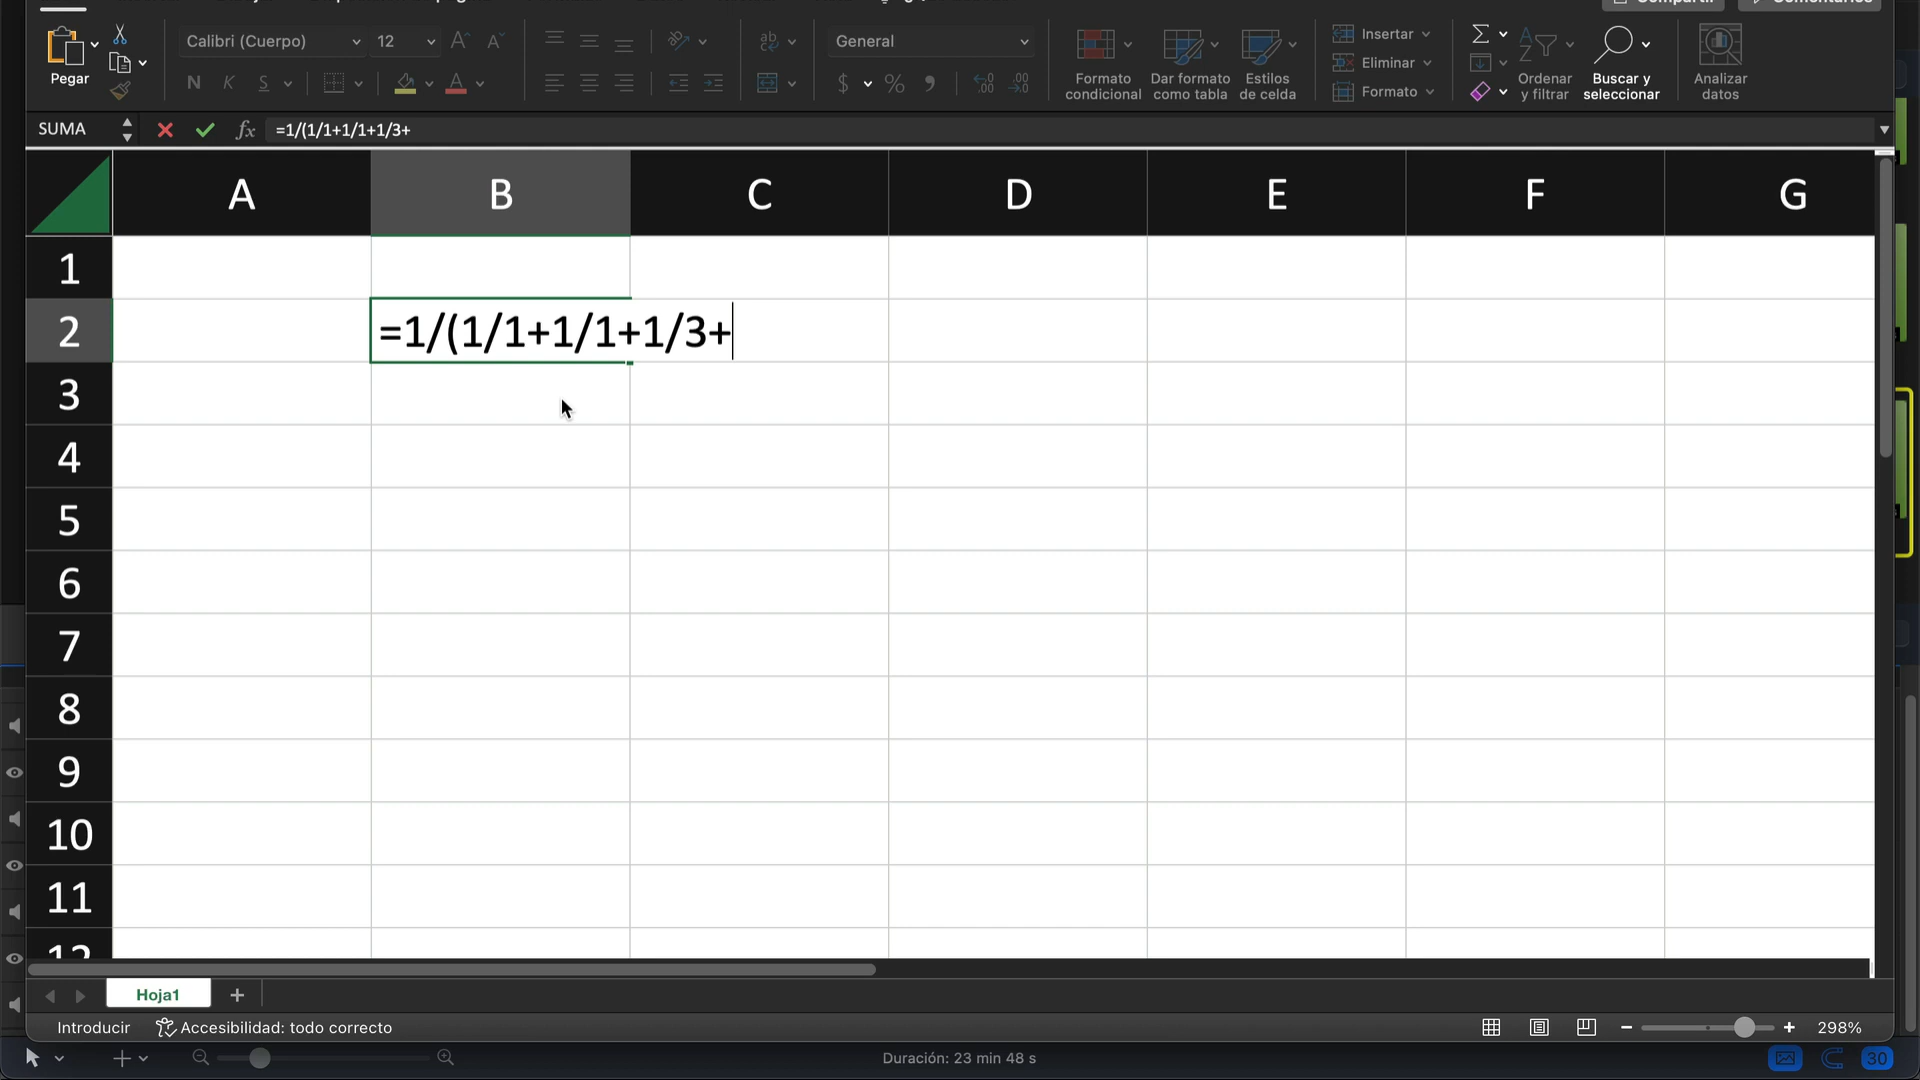 Calibri (Cuerpo)
12
General
Insertar
Eliminar
Formato
Pegar
N K S
A
$ % ,
Formato
condicional
Dar formato
como tabla
Estilos
de celda
Ordenar
y filtrar
Buscar y
seleccionar
Analizar
datos
SUMA
fx
=1/(1/1+1/1+1/3+
A B C D E F G
1
2
=1/(1/1+1/1+1/3+
3
4
5
6
7
8
9
10
11
12
Hoja1
+
Introducir
Accesibilidad: todo correcto
298%
Duración: 23 min 48 s
30